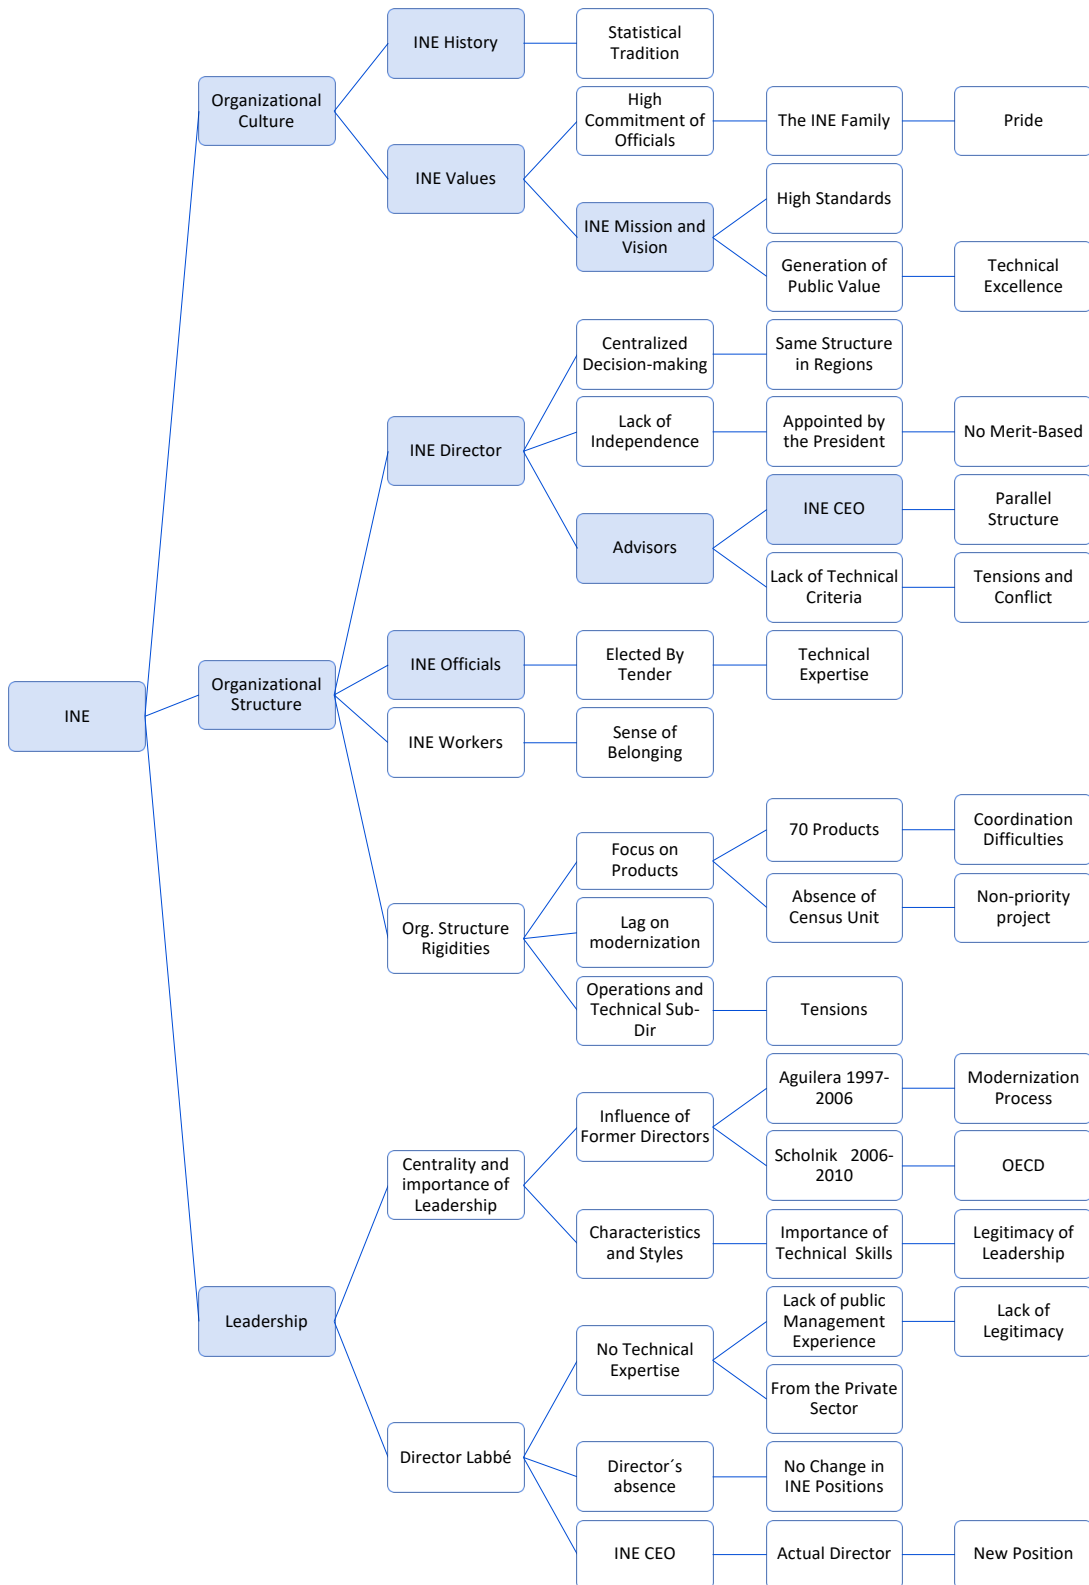 INE History
Statistical
Tradition
Organizational
Culture
High
Commitment of
Officials
The INE Family
Pride
INE Values
High Standards
INE Mission and
Vision
Generation of
Public Value
Technical
Excellence
Centralized
Decision-making
Same Structure
in Regions
INE Director
Lack of
Independence
Appointed by
the President
No Merit-Based
INE CEO
Parallel
Structure
Advisors
Lack of Technical
Criteria
Tensions and
Conflict
INE
Organizational
Structure
INE Officials
Elected By
Tender
Technical
Expertise
INE Workers
Sense of
Belonging
70 Products
Coordination
Difficulties
Focus on
Products
Absence of
Census Unit
Non-priority
project
Org. Structure
Rigidities
Lag on
modernization
Operations and
Technical Sub-
Dir
Tensions
Aguilera 1997-
2006
Modernization
Process
Influence of
Former Directors
Scholnik 2006-
2010
OECD
Centrality and
importance of
Leadership
Characteristics
and Styles
Importance of
Technical Skills
Legitimacy of
Leadership
Leadership
Lack of public
Management
Experience
Lack of
Legitimacy
No Technical
Expertise
From the Private
Sector
Director Labbé
Director´s
absence
No Change in
INE Positions
INE CEO
Actual Director
New Position